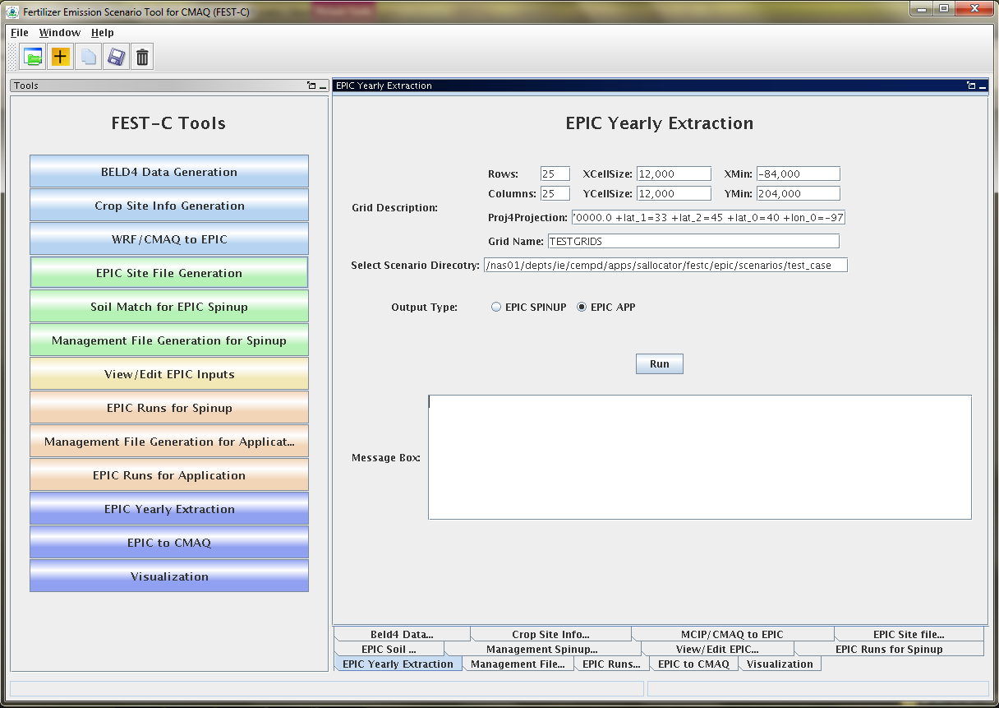 Fertilizer Emission Scenario Tool for CMAQ (FEST-C)
File Window Help
Tools
FEST-C Tools
BELD4 Data Generation
Crop Site Info Generation
WRF/CMAQ to EPIC
EPIC Site File Generation
Soil Match for EPIC Spinup
Management File Generation for Spinup
View/Edit EPIC Inputs
EPIC Runs for Spinup
Management File Generation for Applicat...
EPIC Runs for Application
EPIC Yearly Extraction
EPIC to CMAQ
Visualization
EPIC Yearly Extraction
EPIC Yearly Extraction
Grid Description:
Rows: 25 XCellSize: 12,000 XMin: -84,000
Columns: 25 YCellSize: 12,000 YMin: 204,000
Proj4Projection: '0000.0 +lat_1=33 +lat_2=45 +lat_0=40 +lon_0=-97
Grid Name: TESTGRIDS
Select Scenario Direcotry: /nas01/depts/ie/cempd/apps/sallocator/festc/epic/scenarios/test_case
Output Type: EPIC SPINUP EPIC APP
Run
Message Box:
Beld4 Data... Crop Site Info... MCIP/CMAQ to EPIC EPIC Site file...
EPIC Soil ... Management Spinup... View/Edit EPIC... EPIC Runs for Spinup
EPIC Yearly Extraction Management File... EPIC Runs... EPIC to CMAQ Visualization